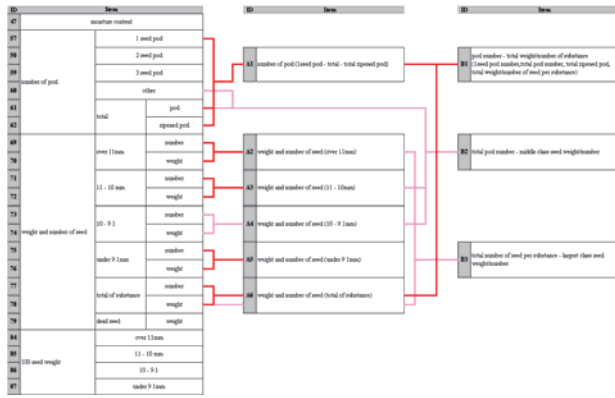 ID Item
47 moisture content
57 number of pod 1 seed pod
58 2 seed pod
59 3 seed pod
60 other
61 total pod
62 ripened pod
69 weight and number of seed over 11mm number
70 weight
71 11 - 10 mm number
72 weight
73 10 - 9.1 number
74 weight
75 under 9.1mm number
76 weight
77 total of substance number
78 weight
79 dead seed weight
84 100 seed weight over 11mm
85 11 - 10 mm
86 10 - 9.1
87 under 9.1mm
ID Item
A1 number of pod (1seed pod - total - total ripened pod)
A2 weight and number of seed (over 11mm)
A3 weight and number of seed (11 - 10mm)
A4 weight and number of seed (10 - 9.1mm)
A5 weight and number of seed (under 9.1mm)
A6 weight and number of seed (total of substance)
ID Item
B1 pod number - total weight/number of substance
(1seed pod number,total pod number, total ripened pod,
total weight/number of seed per substance)
B2 total pod number - middle class seed weight/number
B3 total number of seed per substance - largest class seed
weight/number